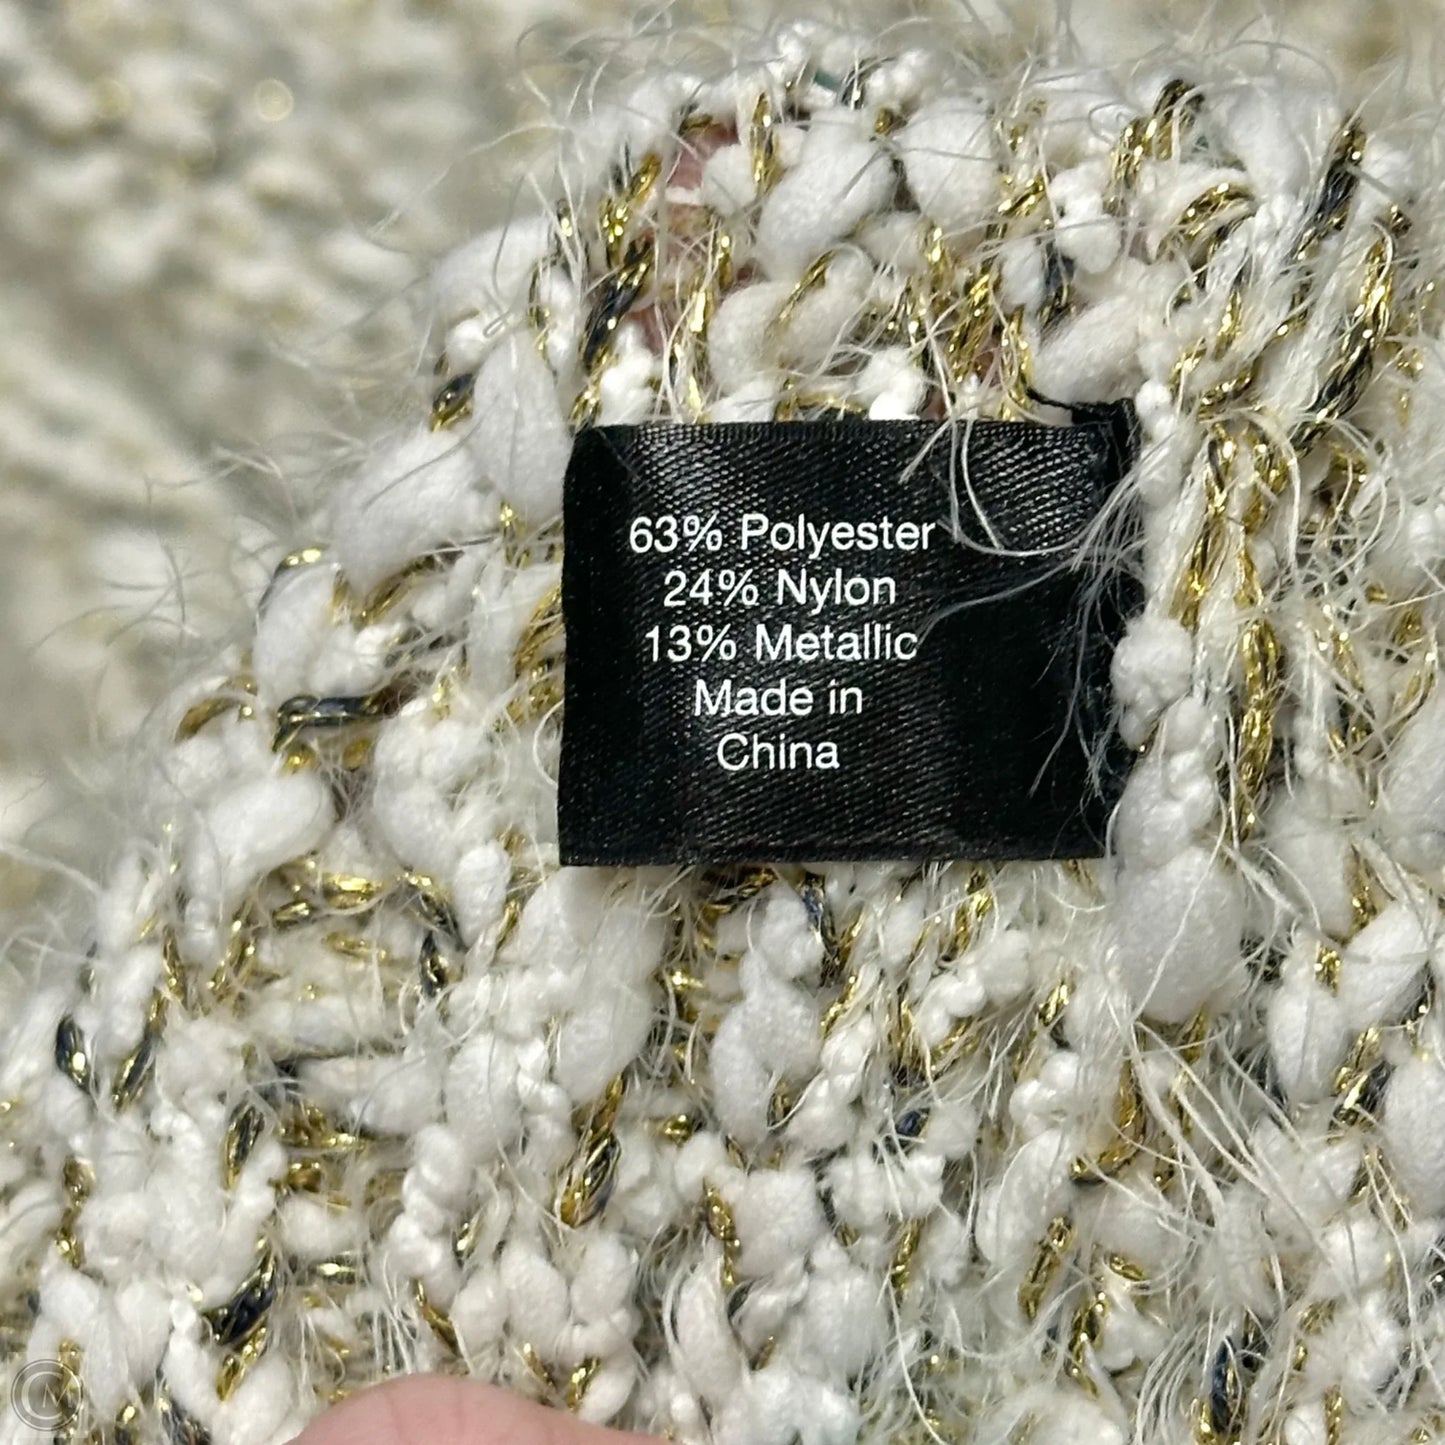 63% Polyester
24% Nylon
13% Metallic
Made in
China